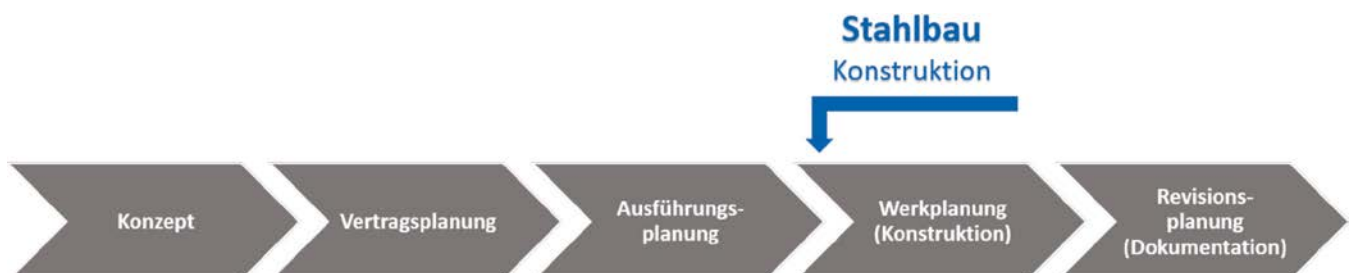 Stahlbau
Konstruktion
Konzept
Vertragsplanung
Ausführungs-
planung
Werkplanung
(Konstruktion)
Revisions-
planung
(Dokumentation)